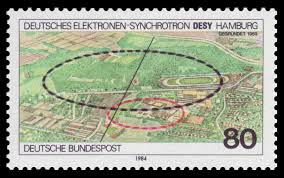 DEUTSCHES ELEKTRONEN-SYNCHROTRON DESY HAMBURG
GEGRÜNDET 1959
80
DEUTSCHE BUNDESPOST
1984